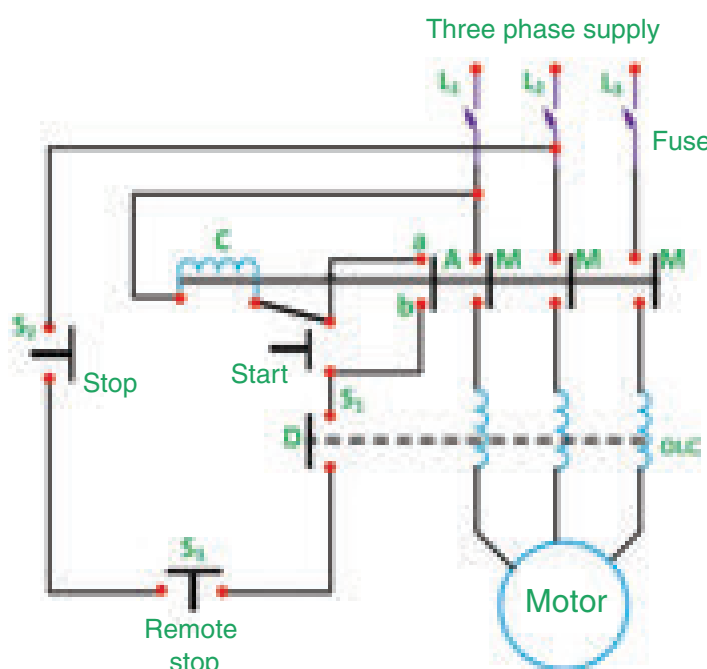 Three phase supply
L₁
L₂
L₃
Fuse
C
a
A
M
M
M
b
S₂
Stop
Start
S₁
D
OLC
S₃
Remote
stop
Motor